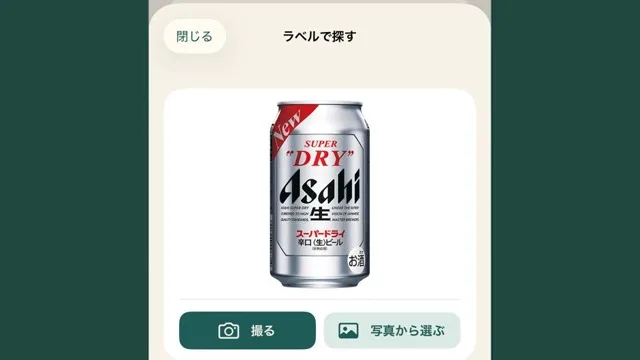 閉じる
ラベルで探す
New
SUPER
"DRY"
Asahi
生
スーパードライ
辛口〈生〉ビール
お酒
撮る
写真から選ぶ